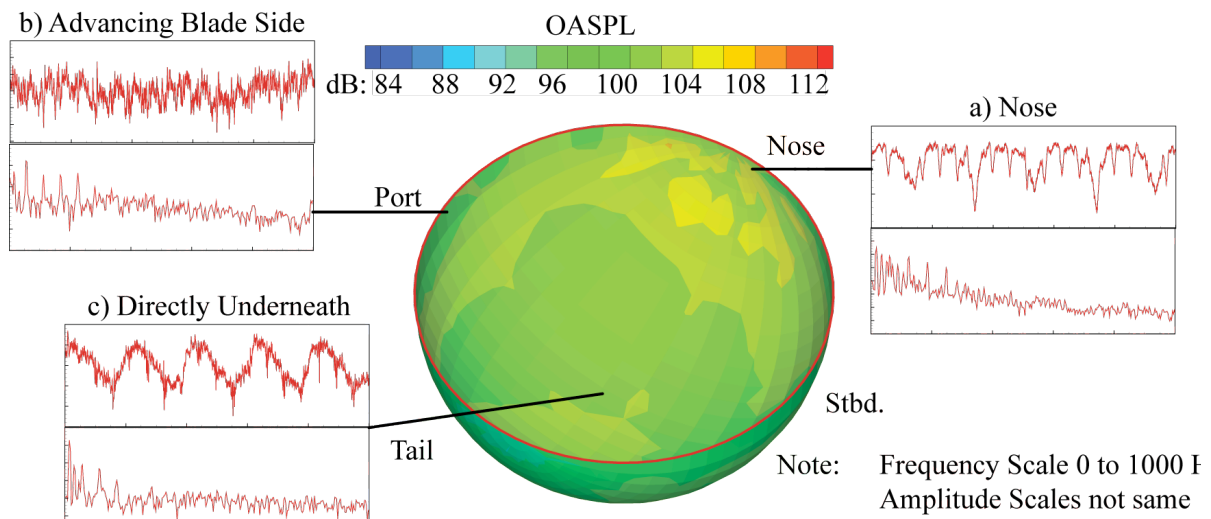 b) Advancing Blade Side
OASPL
dB: 84 88 92 96 100 104 108 112
a) Nose
Nose
Port
c) Directly Underneath
Stbd.
Tail
Note: Frequency Scale 0 to 1000 H
Amplitude Scales not same